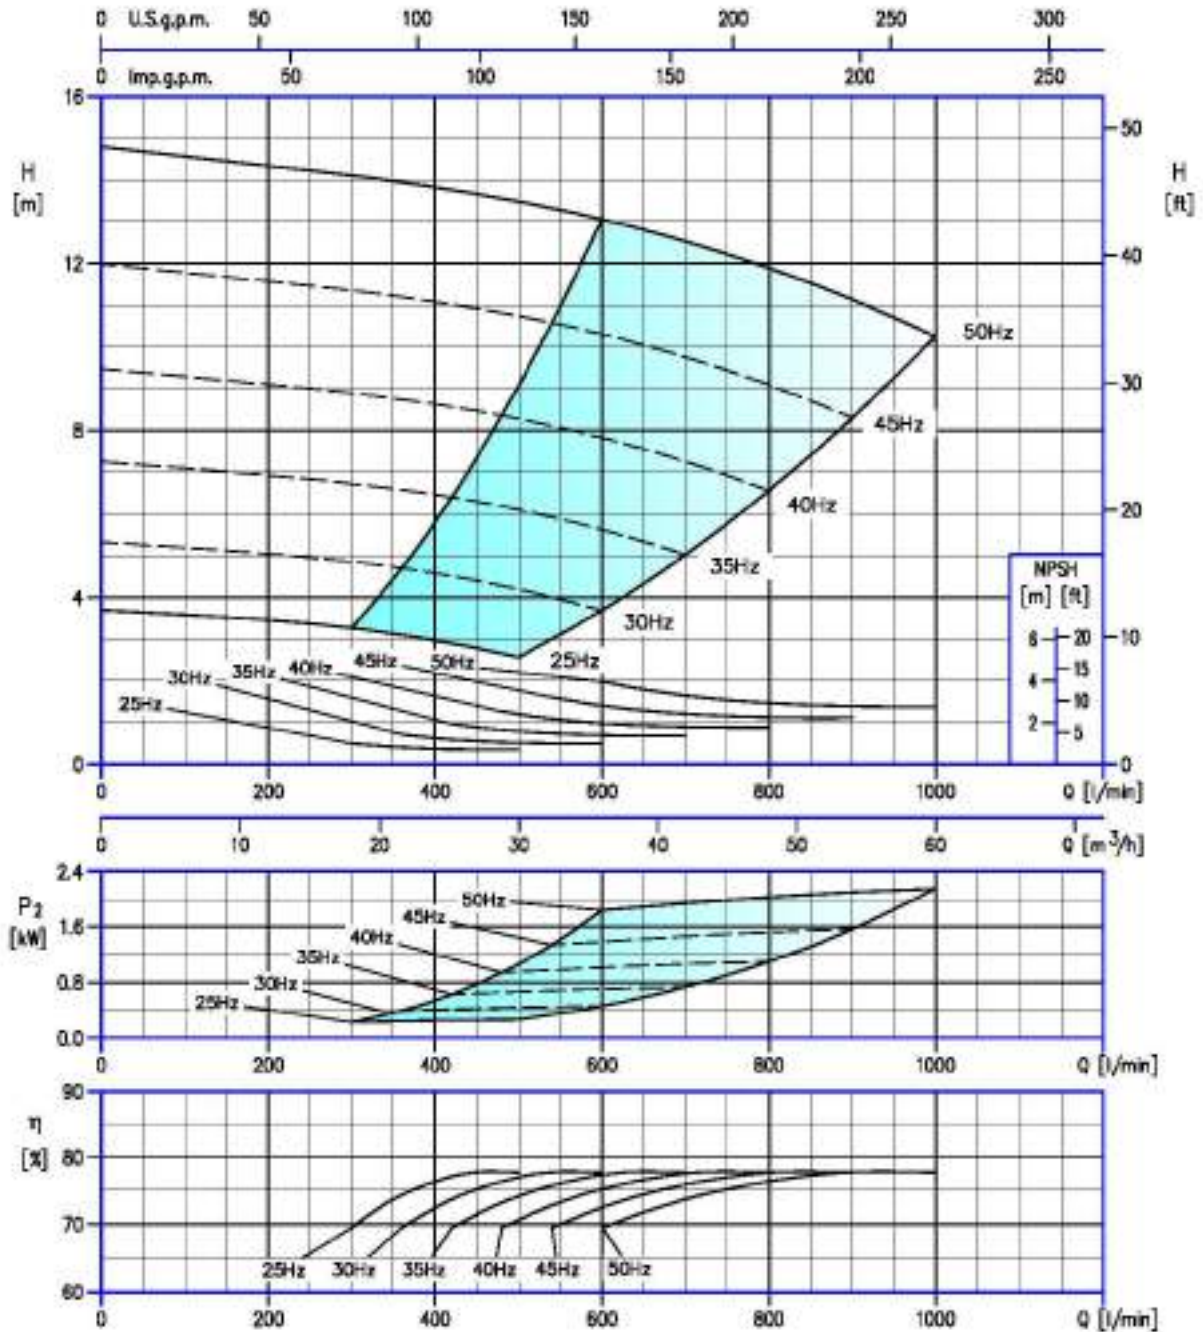 0 U.S.g.p.m. 50 100 150 200 250 300
0 Imp.g.p.m. 50 100 150 200 250
16
H
[m]
12
8
4
0
50
H
[ft]
40
30
20
10
0
50Hz
45Hz
40Hz
35Hz
30Hz
25Hz
NPSH
[m] [ft]
6 20
15
4
10
2
5
50Hz
45Hz
40Hz
35Hz
30Hz
25Hz
0 200 400 600 800 1000 Q [l/min]
0 10 20 30 40 50 60 Q [m³/h]
2.4
P2
[kW]
1.6
0.8
0.0
50Hz
45Hz
40Hz
35Hz
30Hz
25Hz
0 200 400 600 800 1000 Q [l/min]
90
η
[%]
80
70
60
25Hz 30Hz 35Hz 40Hz 45Hz 50Hz
0 200 400 600 800 1000 Q [l/min]